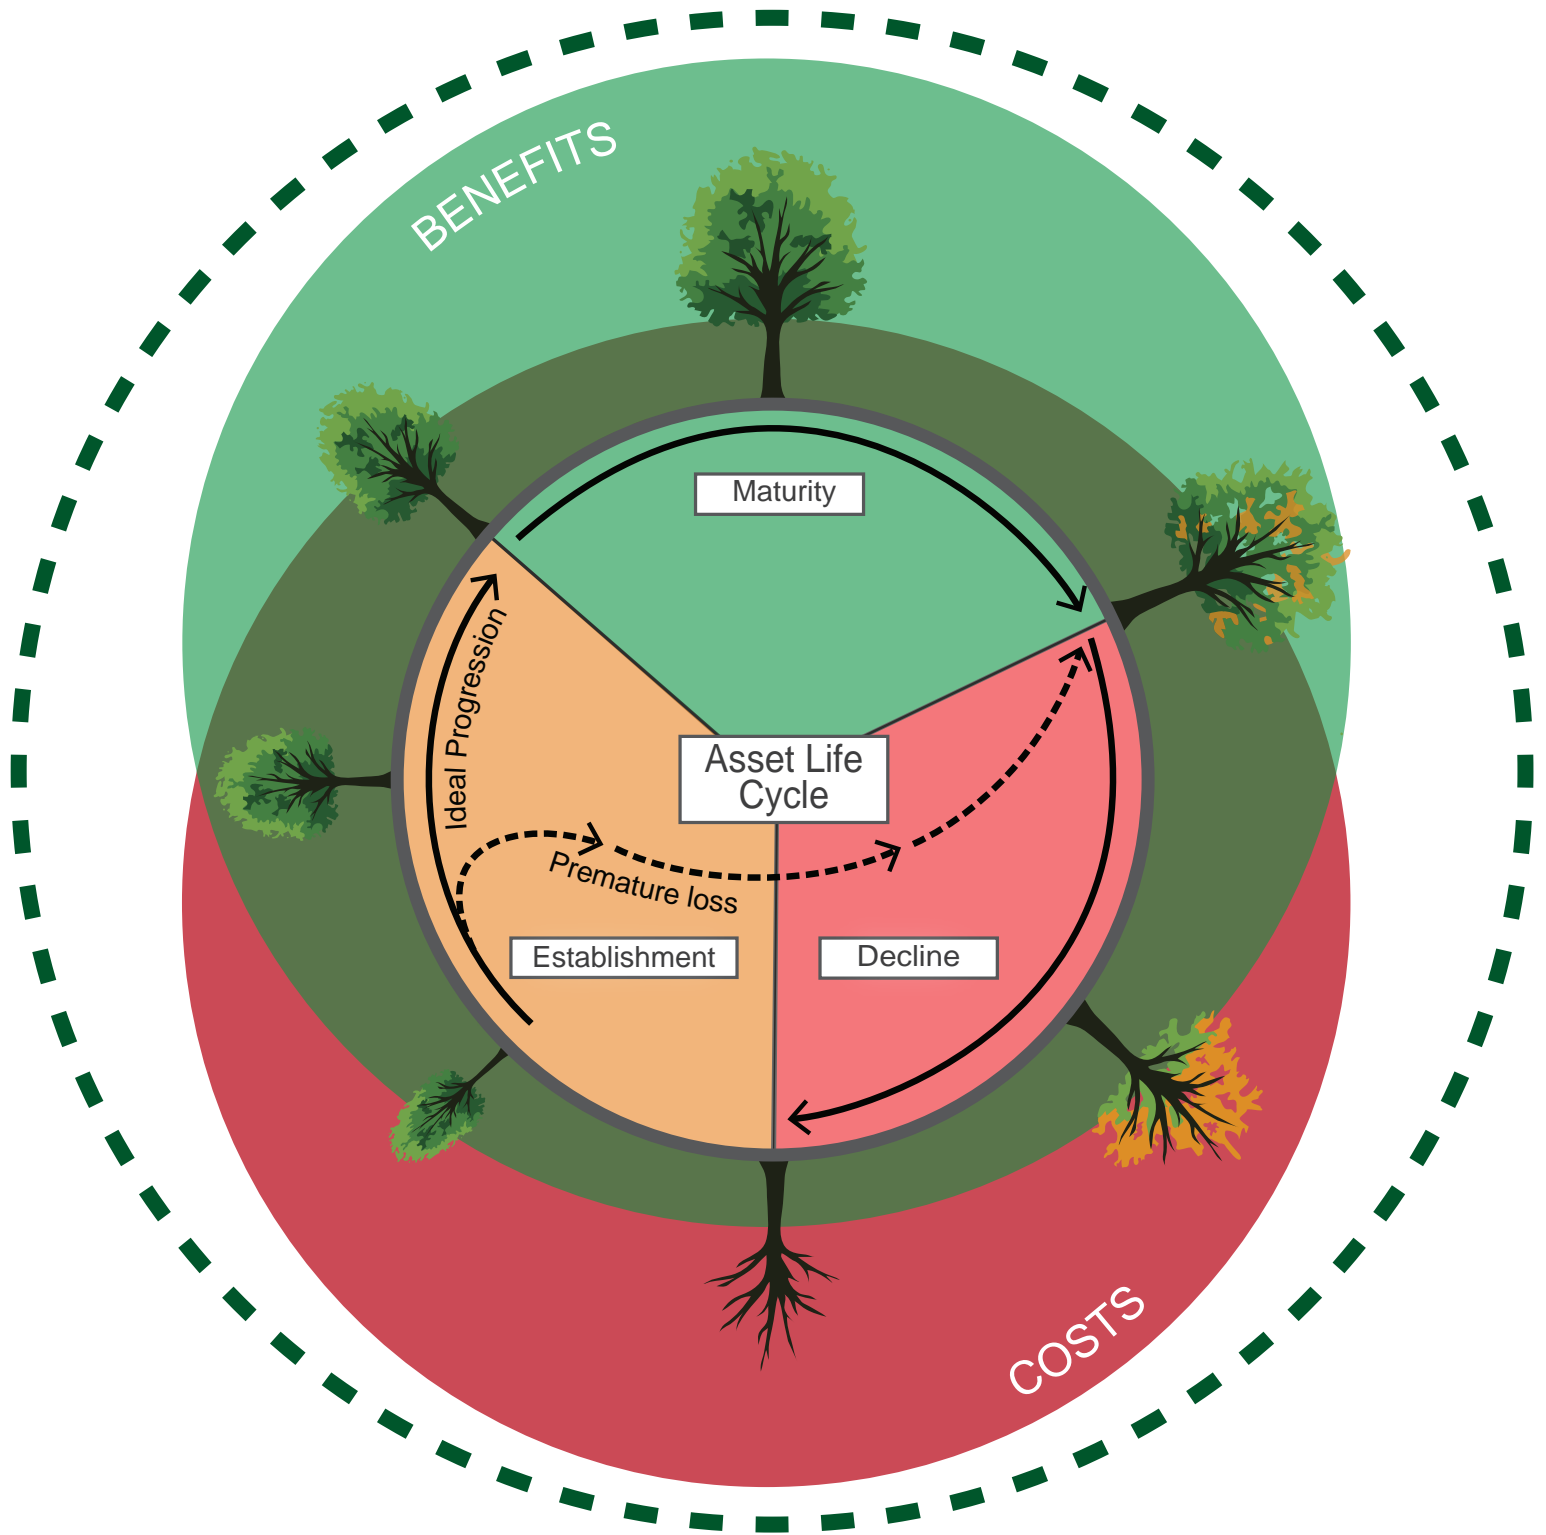 BENEFITS
Maturity
Ideal Progression
Asset Life
Cycle
Premature loss
Establishment
Decline
COSTS